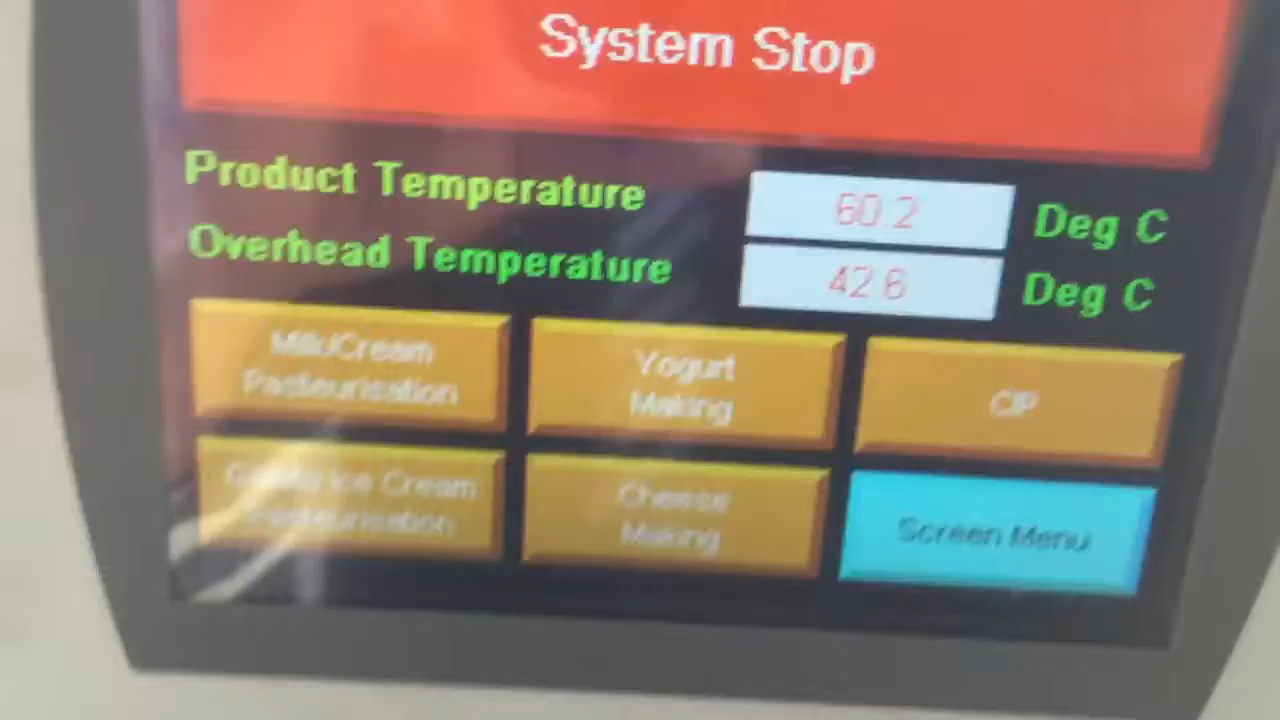 System Stop
Product Temperature 60.2 Deg C
Overhead Temperature 42.6 Deg C
Milk/Cream
Pasteurisation
Yogurt
Making
CIP
Ice Cream
Pasteurisation
Cheese
Making
Screen Menu